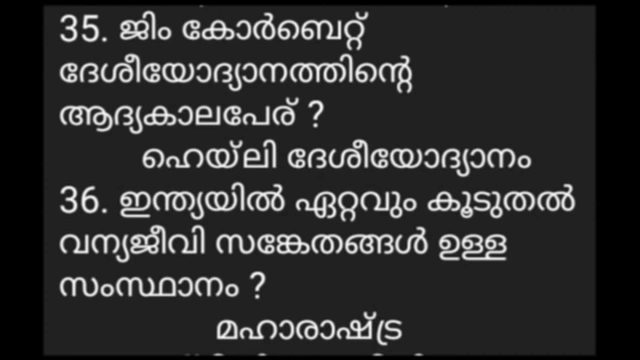 35. ജിം കോർബെറ്റ്
ദേശീയോദ്യാനത്തിന്റെ
ആദ്യകാലപേര് ?
ഹെയ്ലി ദേശീയോദ്യാനം
36. ഇന്ത്യയിൽ ഏറ്റവും കൂടുതൽ
വന്യജീവി സങ്കേതങ്ങൾ ഉള്ള
സംസ്ഥാനം ?
മഹാരാഷ്ട്ര